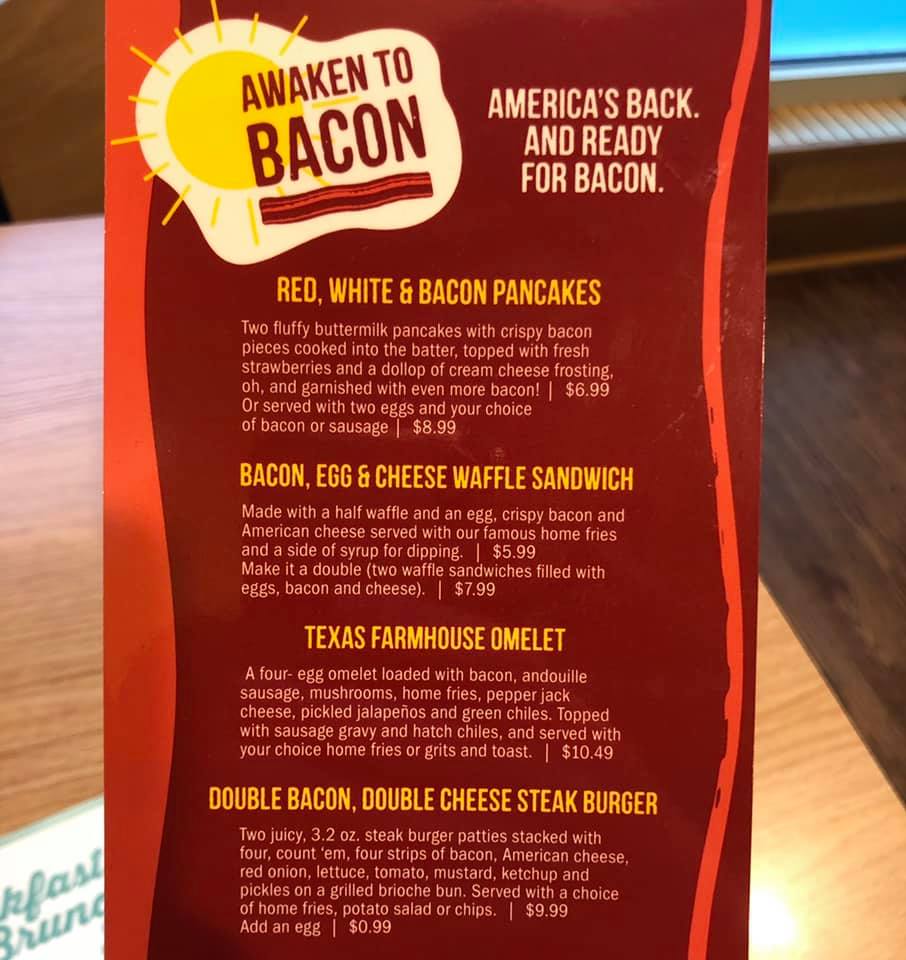 AWAKEN TO
BACON
AMERICA'S BACK.
AND READY
FOR BACON.
RED, WHITE & BACON PANCAKES
Two fluffy buttermilk pancakes with crispy bacon
pieces cooked into the batter, topped with fresh
strawberries and a dollop of cream cheese frosting,
oh, and garnished with even more bacon! | $6.99
Or served with two eggs and your choice
of bacon or sausage | $8.99
BACON, EGG & CHEESE WAFFLE SANDWICH
Made with a half waffle and an egg, crispy bacon and
American cheese served with our famous home fries
and a side of syrup for dipping. | $5.99
Make it a double (two waffle sandwiches filled with
eggs, bacon and cheese). | $7.99
TEXAS FARMHOUSE OMELET
A four- egg omelet loaded with bacon, andouille
sausage, mushrooms, home fries, pepper jack
cheese, pickled jalapeños and green chiles. Topped
with sausage gravy and hatch chiles, and served with
your choice home fries or grits and toast. | $10.49
DOUBLE BACON, DOUBLE CHEESE STEAK BURGER
Two juicy, 3.2 oz. steak burger patties stacked with
four, count 'em, four strips of bacon, American cheese,
red onion, lettuce, tomato, mustard, ketchup and
pickles on a grilled brioche bun. Served with a choice
of home fries, potato salad or chips. | $9.99
Add an egg | $0.99
kfast
Brunc